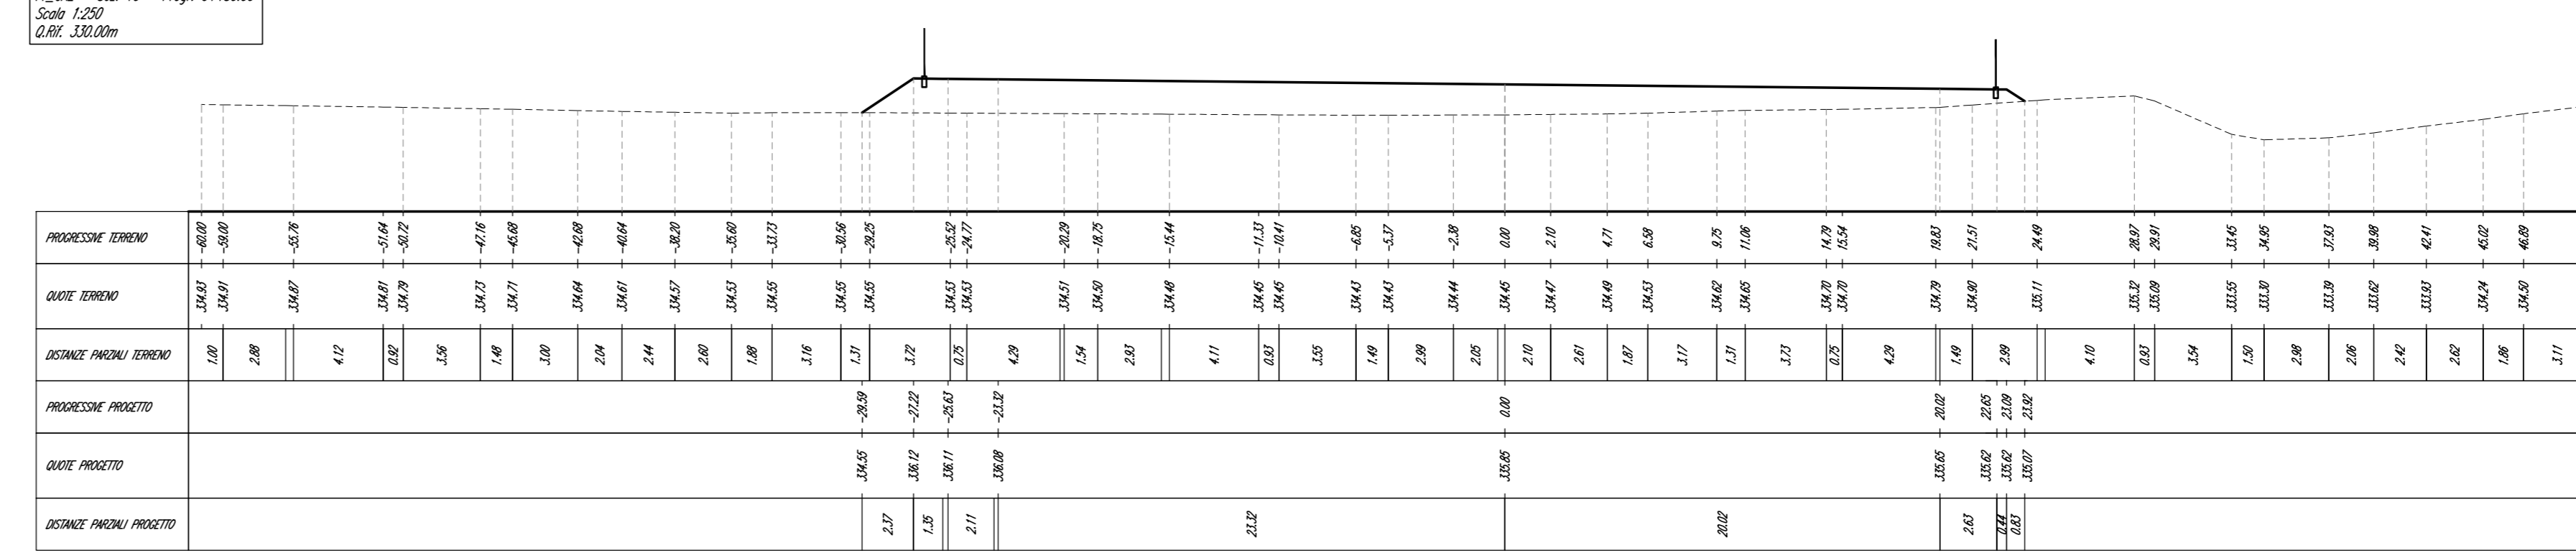 Scala 1:250
Q.Rif. 330.00m
PROGRESSIVE TERRENO -60.00 -59.00 -55.76 -51.64 -50.72 -47.16 -45.68 -42.68 -40.64 -38.20 -35.60 -33.73 -30.56 -29.25 -25.52 -24.77 -20.29 -18.75 -15.44 -11.33 -10.41 -6.85 -5.37 -2.38 0.00 2.10 4.71 6.58 9.75 11.06 14.79 15.54 19.83 21.51 24.49 28.97 29.91 33.45 34.95 37.93 39.98 42.41 45.02 46.89
QUOTE TERRENO 334.93 334.91 334.87 334.81 334.79 334.73 334.71 334.64 334.61 334.57 334.53 334.55 334.55 334.55 334.53 334.53 334.51 334.50 334.48 334.45 334.45 334.43 334.43 334.44 334.45 334.47 334.49 334.53 334.62 334.65 334.70 334.70 334.79 334.90 335.11 335.32 335.09 333.55 333.30 333.39 333.62 333.93 334.24 334.50
DISTANZE PARZIALI TERRENO 1.00 2.88 4.12 0.92 3.56 1.48 3.00 2.04 2.44 2.60 1.88 3.16 1.31 3.72 0.75 4.29 1.54 2.93 4.11 0.93 3.55 1.49 2.99 2.05 2.10 2.61 1.87 3.17 1.31 3.73 0.75 4.29 1.49 2.99 4.10 0.93 3.54 1.50 2.98 2.06 2.42 2.62 1.86 3.11
PROGRESSIVE PROGETTO -29.59 -27.22 -25.63 -23.32 0.00 20.02 22.65 23.09 23.92
QUOTE PROGETTO 334.55 336.12 336.11 336.08 335.85 335.65 335.62 335.62 335.07
DISTANZE PARZIALI PROGETTO 2.37 1.35 2.11 23.32 20.02 2.63 0.44 0.83